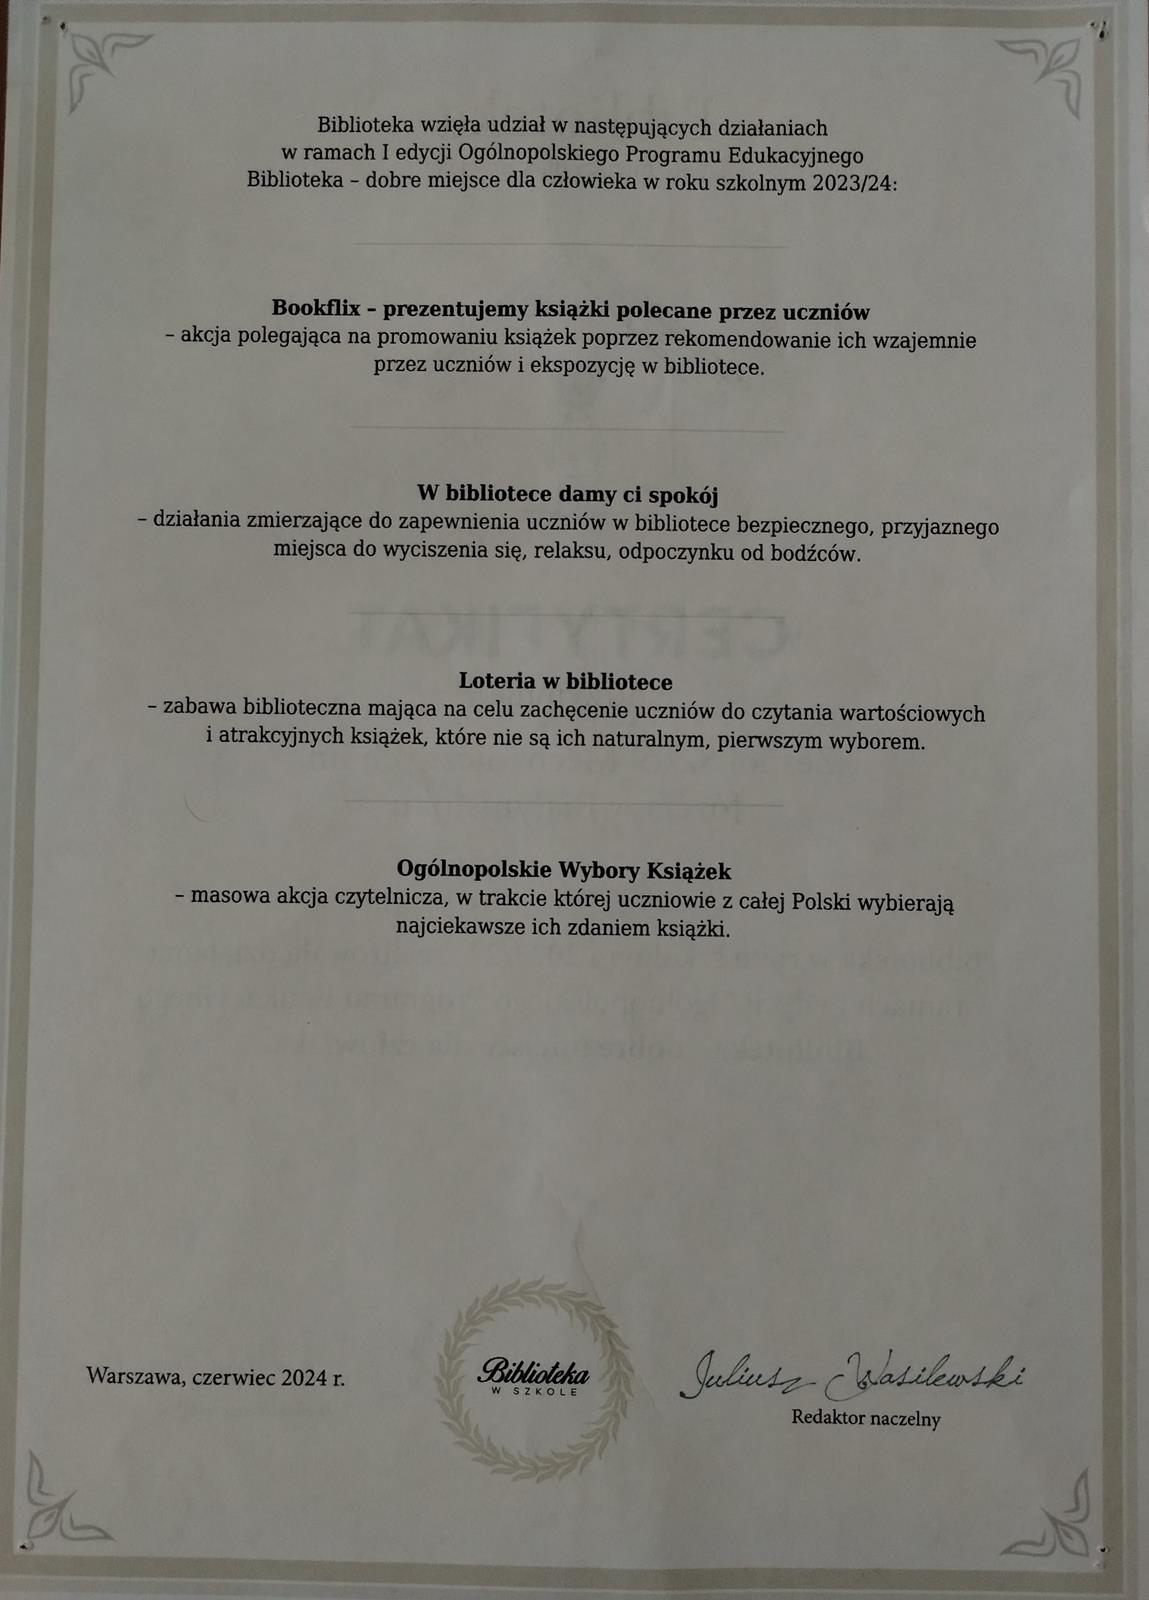 Biblioteka wzięła udział w następujących działaniach
w ramach I edycji Ogólnopolskiego Programu Edukacyjnego
Biblioteka – dobre miejsce dla człowieka w roku szkolnym 2023/24:
Bookflix – prezentujemy książki polecane przez uczniów
– akcja polegająca na promowaniu książek poprzez rekomendowanie ich wzajemnie
przez uczniów i ekspozycję w bibliotece.
W bibliotece damy ci spokój
– działania zmierzające do zapewnienia uczniów w bibliotece bezpiecznego, przyjaznego
miejsca do wyciszenia się, relaksu, odpoczynku od bodźców.
CERTYFIKAT
Loteria w bibliotece
– zabawa biblioteczna mająca na celu zachęcenie uczniów do czytania wartościowych
i atrakcyjnych książek, które nie są ich naturalnym, pierwszym wyborem.
Ogólnopolskie Wybory Książek
– masowa akcja czytelnicza, w trakcie której uczniowie z całej Polski wybierają
najciekawsze ich zdaniem książki.
Warszawa, czerwiec 2024 r.
Biblioteka
W SZKOLE
Juliusz Wasilewski
Redaktor naczelny